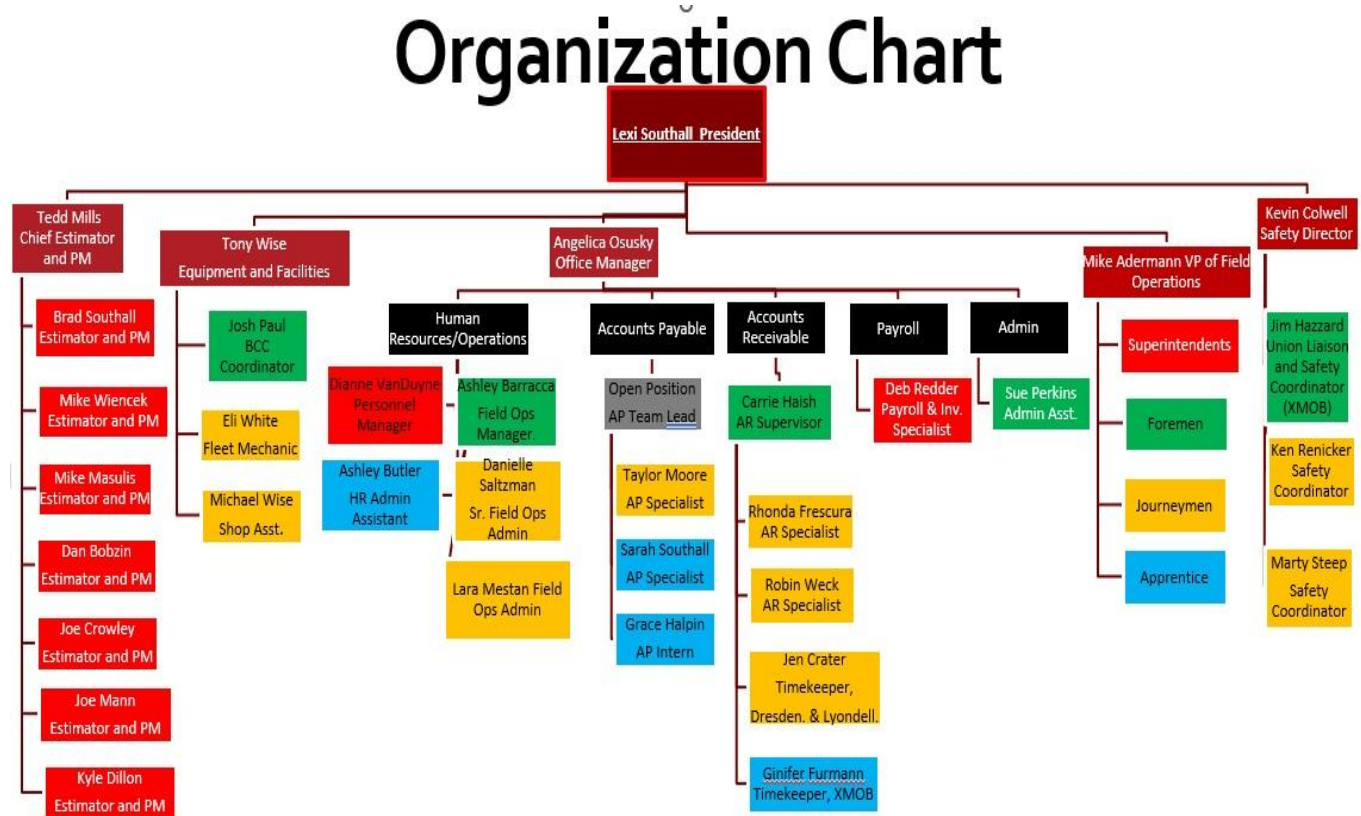 Organization Chart
Lexi Southall  President
Tedd Mills
Chief Estimator
and PM
Brad Southall
Estimator and PM
Mike Wiencek
Estimator and PM
Mike Masulis
Estimator and PM
Dan Bobzin
Estimator and PM
Joe Crowley
Estimator and PM
Joe Mann
Estimator and PM
Kyle Dillon
Estimator and PM
Tony Wise
Equipment and Facilities
Josh Paul
BCC
Coordinator
Eli White
Fleet Mechanic
Michael Wise
Shop Asst.
Angelica Osusky
Office Manager
Human
Resources/Operations
Dianne VanDuyne
Personnel
Manager
Ashley Butler
HR Admin
Assistant
Ashley Barracca
Field Ops
Manager.
Danielle
Saltzman
Sr. Field Ops
Admin
Lara Mestan Field
Ops Admin
Accounts Payable
Open Position
AP Team Lead
Taylor Moore
AP Specialist
Sarah Southall
AP Specialist
Grace Halpin
AP Intern
Accounts
Receivable
Carrie Haish
AR Supervisor
Rhonda Frescura
AR Specialist
Robin Weck
AR Specialist
Jen Crater
Timekeeper,
Dresden. & Lyondell.
Ginifer Furmann
Timekeeper, XMOB
Payroll
Deb Redder
Payroll & Inv.
Specialist
Admin
Sue Perkins
Admin Asst.
Mike Adermann VP of Field
Operations
Superintendents
Foremen
Journeymen
Apprentice
Kevin Colwell
Safety Director
Jim Hazzard
Union Liaison
and Safety
Coordinator
(XMOB)
Ken Renicker
Safety
Coordinator
Marty Steep
Safety
Coordinator